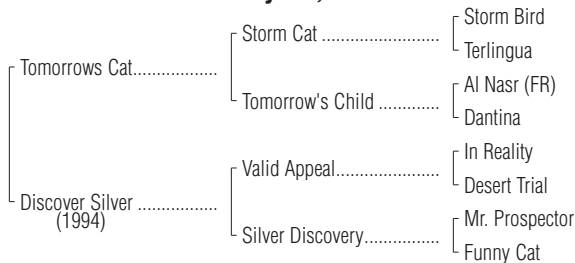 Storm Bird
Storm Cat ........................
Terlingua
Tomorrows Cat.................
Al Nasr (FR)
Tomorrow's Child ............
Dantina
In Reality
Valid Appeal.....................
Desert Trial
Discover Silver ................
(1994)
Mr. Prospector
Silver Discovery...............
Funny Cat